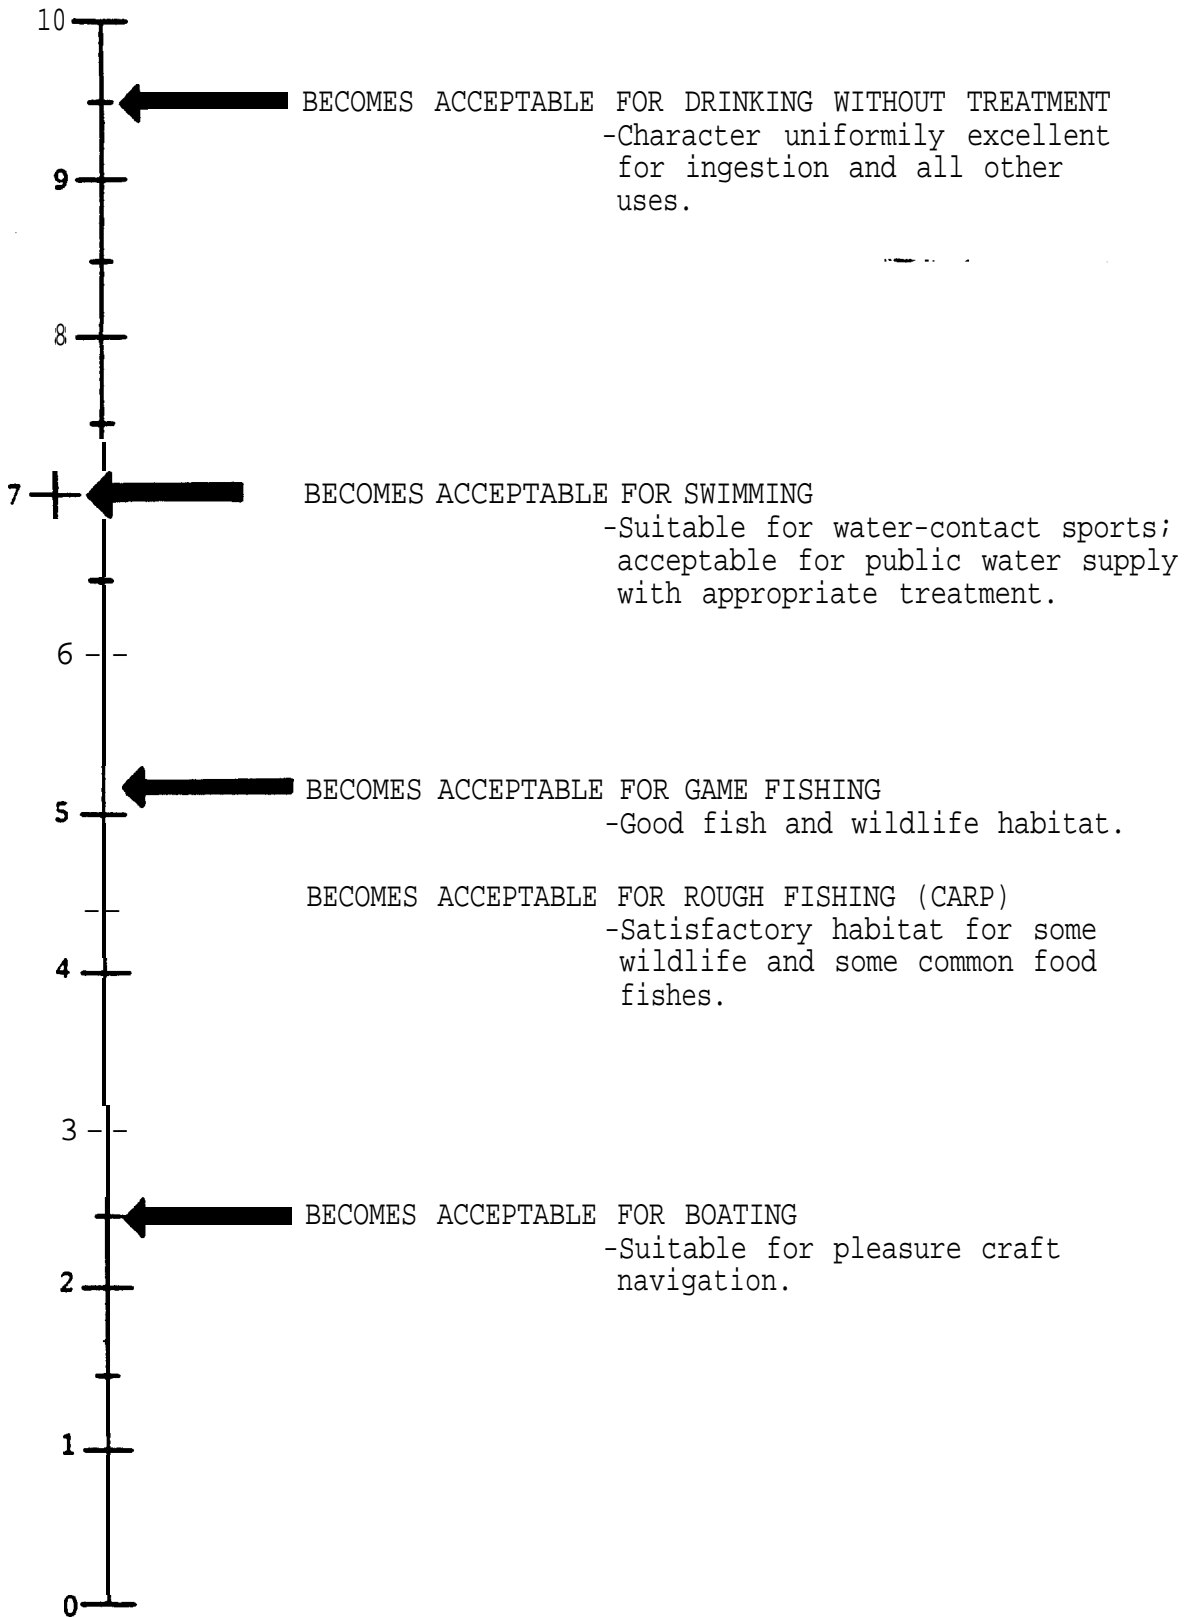 10
BECOMES ACCEPTABLE FOR DRINKING WITHOUT TREATMENT
-Character uniformily excellent
for ingestion and all other
uses.
9
8
7
BECOMES ACCEPTABLE FOR SWIMMING
-Suitable for water-contact sports;
acceptable for public water supply
with appropriate treatment.
6
BECOMES ACCEPTABLE FOR GAME FISHING
5
-Good fish and wildlife habitat.
BECOMES ACCEPTABLE FOR ROUGH FISHING (CARP)
-Satisfactory habitat for some
wildlife and some common food
fishes.
4
3
BECOMES ACCEPTABLE FOR BOATING
-Suitable for pleasure craft
navigation.
2
1
0